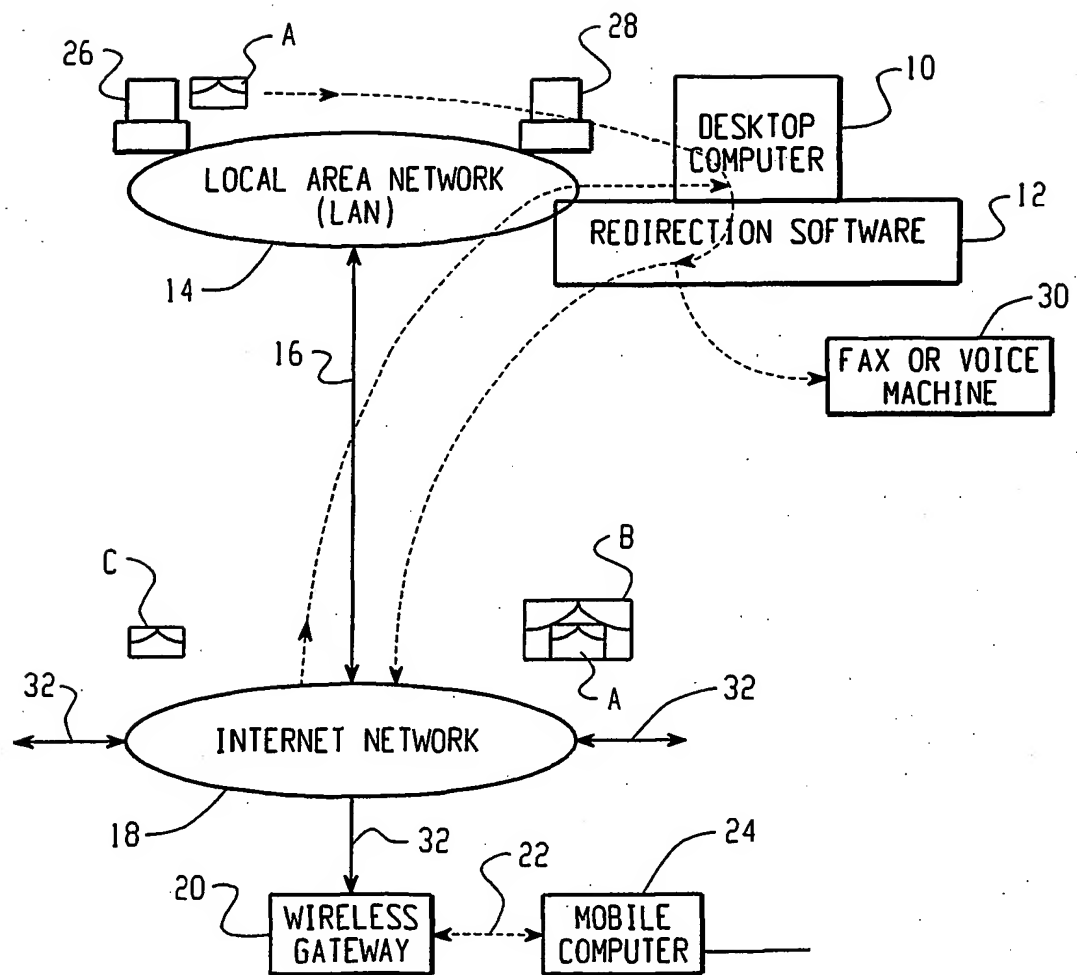 26
A
28
10
DESKTOP
COMPUTER
LOCAL AREA NETWORK
(LAN)
12
REDIRECTION SOFTWARE
14
30
16
FAX OR VOICE
MACHINE
C
B
A
32
32
INTERNET NETWORK
18
32
24
22
20
WIRELESS
GATEWAY
MOBILE
COMPUTER